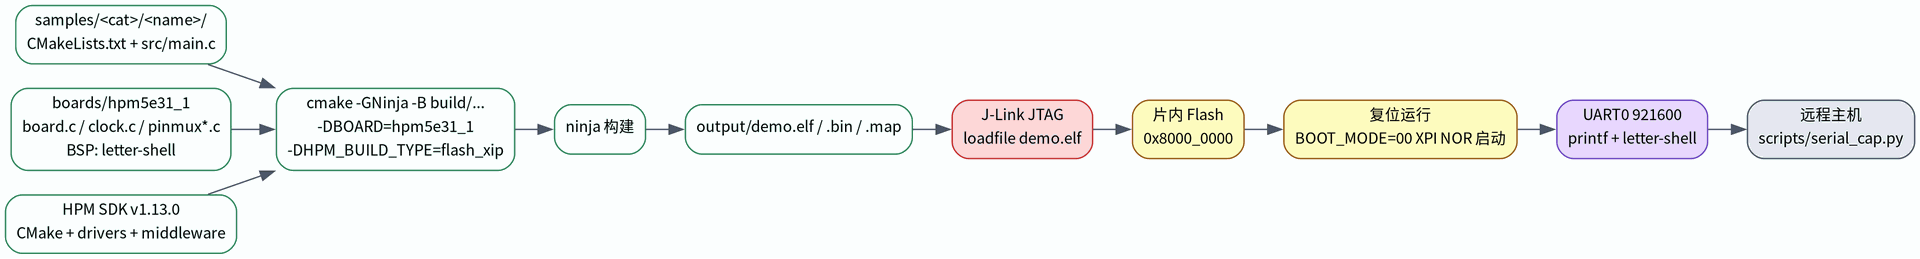 samples/<cat>/<name>/
CMakeLists.txt + src/main.c
boards/hpm5e31_1
board.c / clock.c / pinmux*.c
BSP: letter-shell
HPM SDK v1.13.0
CMake + drivers + middleware
cmake -GNinja -B build/...
-DBOARD=hpm5e31_1
-DHPM_BUILD_TYPE=flash_xip
ninja 构建
output/demo.elf / .bin / .map
J-Link JTAG
loadfile demo.elf
片内 Flash
0x8000_0000
复位运行
BOOT_MODE=00 XPI NOR 启动
UART0 921600
printf + letter-shell
远程主机
scripts/serial_cap.py